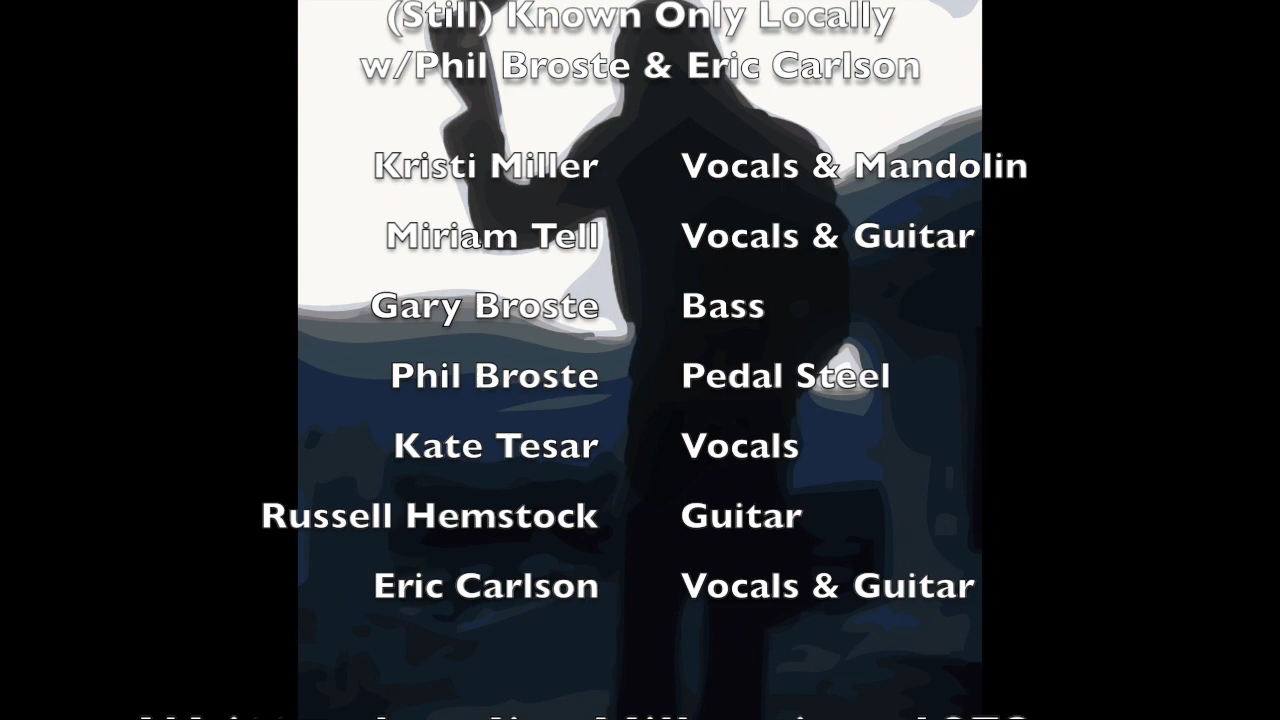 (Still) Known Only Locally
w/Phil Broste & Eric Carlson
Kristi Miller Vocals & Mandolin
Miriam Tell Vocals & Guitar
Gary Broste Bass
Phil Broste Pedal Steel
Kate Tesar Vocals
Russell Hemstock Guitar
Eric Carlson Vocals & Guitar